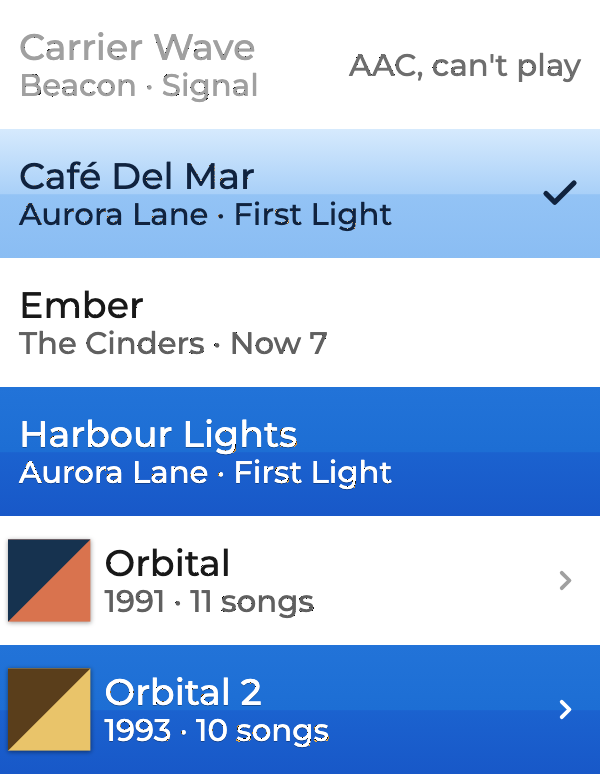 Carrier Wave
Beacon · Signal
AAC, can't play
Café Del Mar
Aurora Lane · First Light
Ember
The Cinders · Now 7
Harbour Lights
Aurora Lane · First Light
Orbital
1991 · 11 songs
Orbital 2
1993 · 10 songs